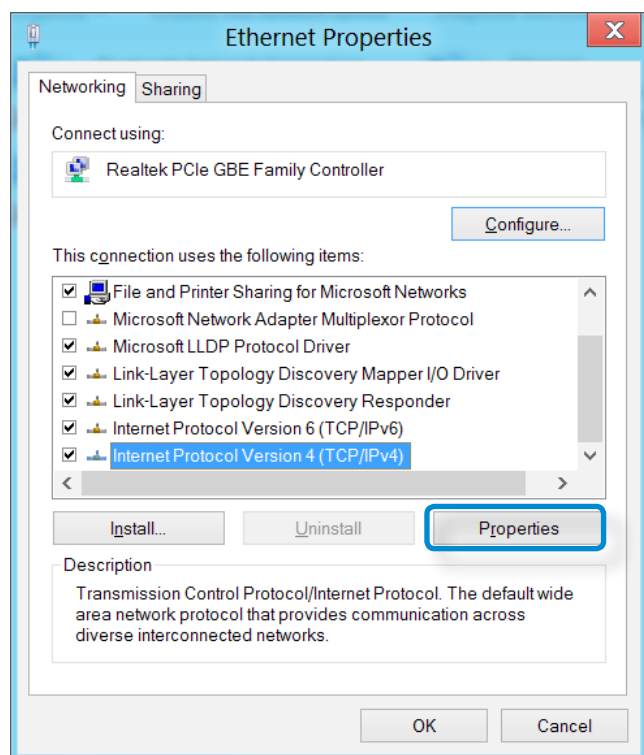 Ethernet Properties
Networking
Sharing
Connect using:
Realtek PCIe GBE Family Controller
Configure...
This connection uses the following items:
File and Printer Sharing for Microsoft Networks
Microsoft Network Adapter Multiplexor Protocol
Microsoft LLDP Protocol Driver
Link-Layer Topology Discovery Mapper I/O Driver
Link-Layer Topology Discovery Responder
Internet Protocol Version 6 (TCP/IPv6)
Internet Protocol Version 4 (TCP/IPv4)
Install...
Uninstall
Properties
Description
Transmission Control Protocol/Internet Protocol. The default wide
area network protocol that provides communication across
diverse interconnected networks.
OK
Cancel